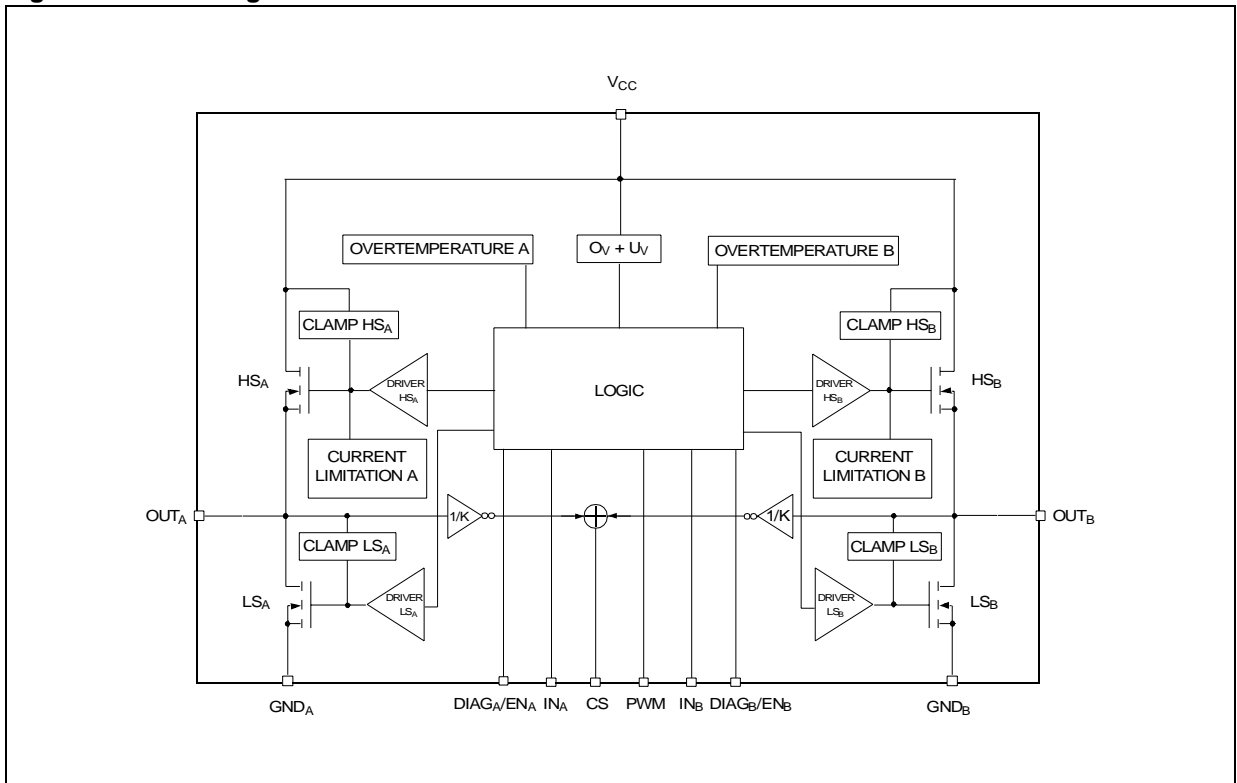 VCC
OVERTEMPERATURE A
OV + UV
OVERTEMPERATURE B
CLAMP HSA
CLAMP HSB
HSA
DRIVER
HSA
LOGIC
DRIVER
HSB
HSB
CURRENT
LIMITATION A
CURRENT
LIMITATION B
OUTA
1/K
1/K
OUTB
CLAMP LSA
CLAMP LSB
LSA
DRIVER
LSA
DRIVER
LSB
LSB
GNDA
DIAGA/ENA
INA
CS
PWM
INB
DIAGB/ENB
GNDB